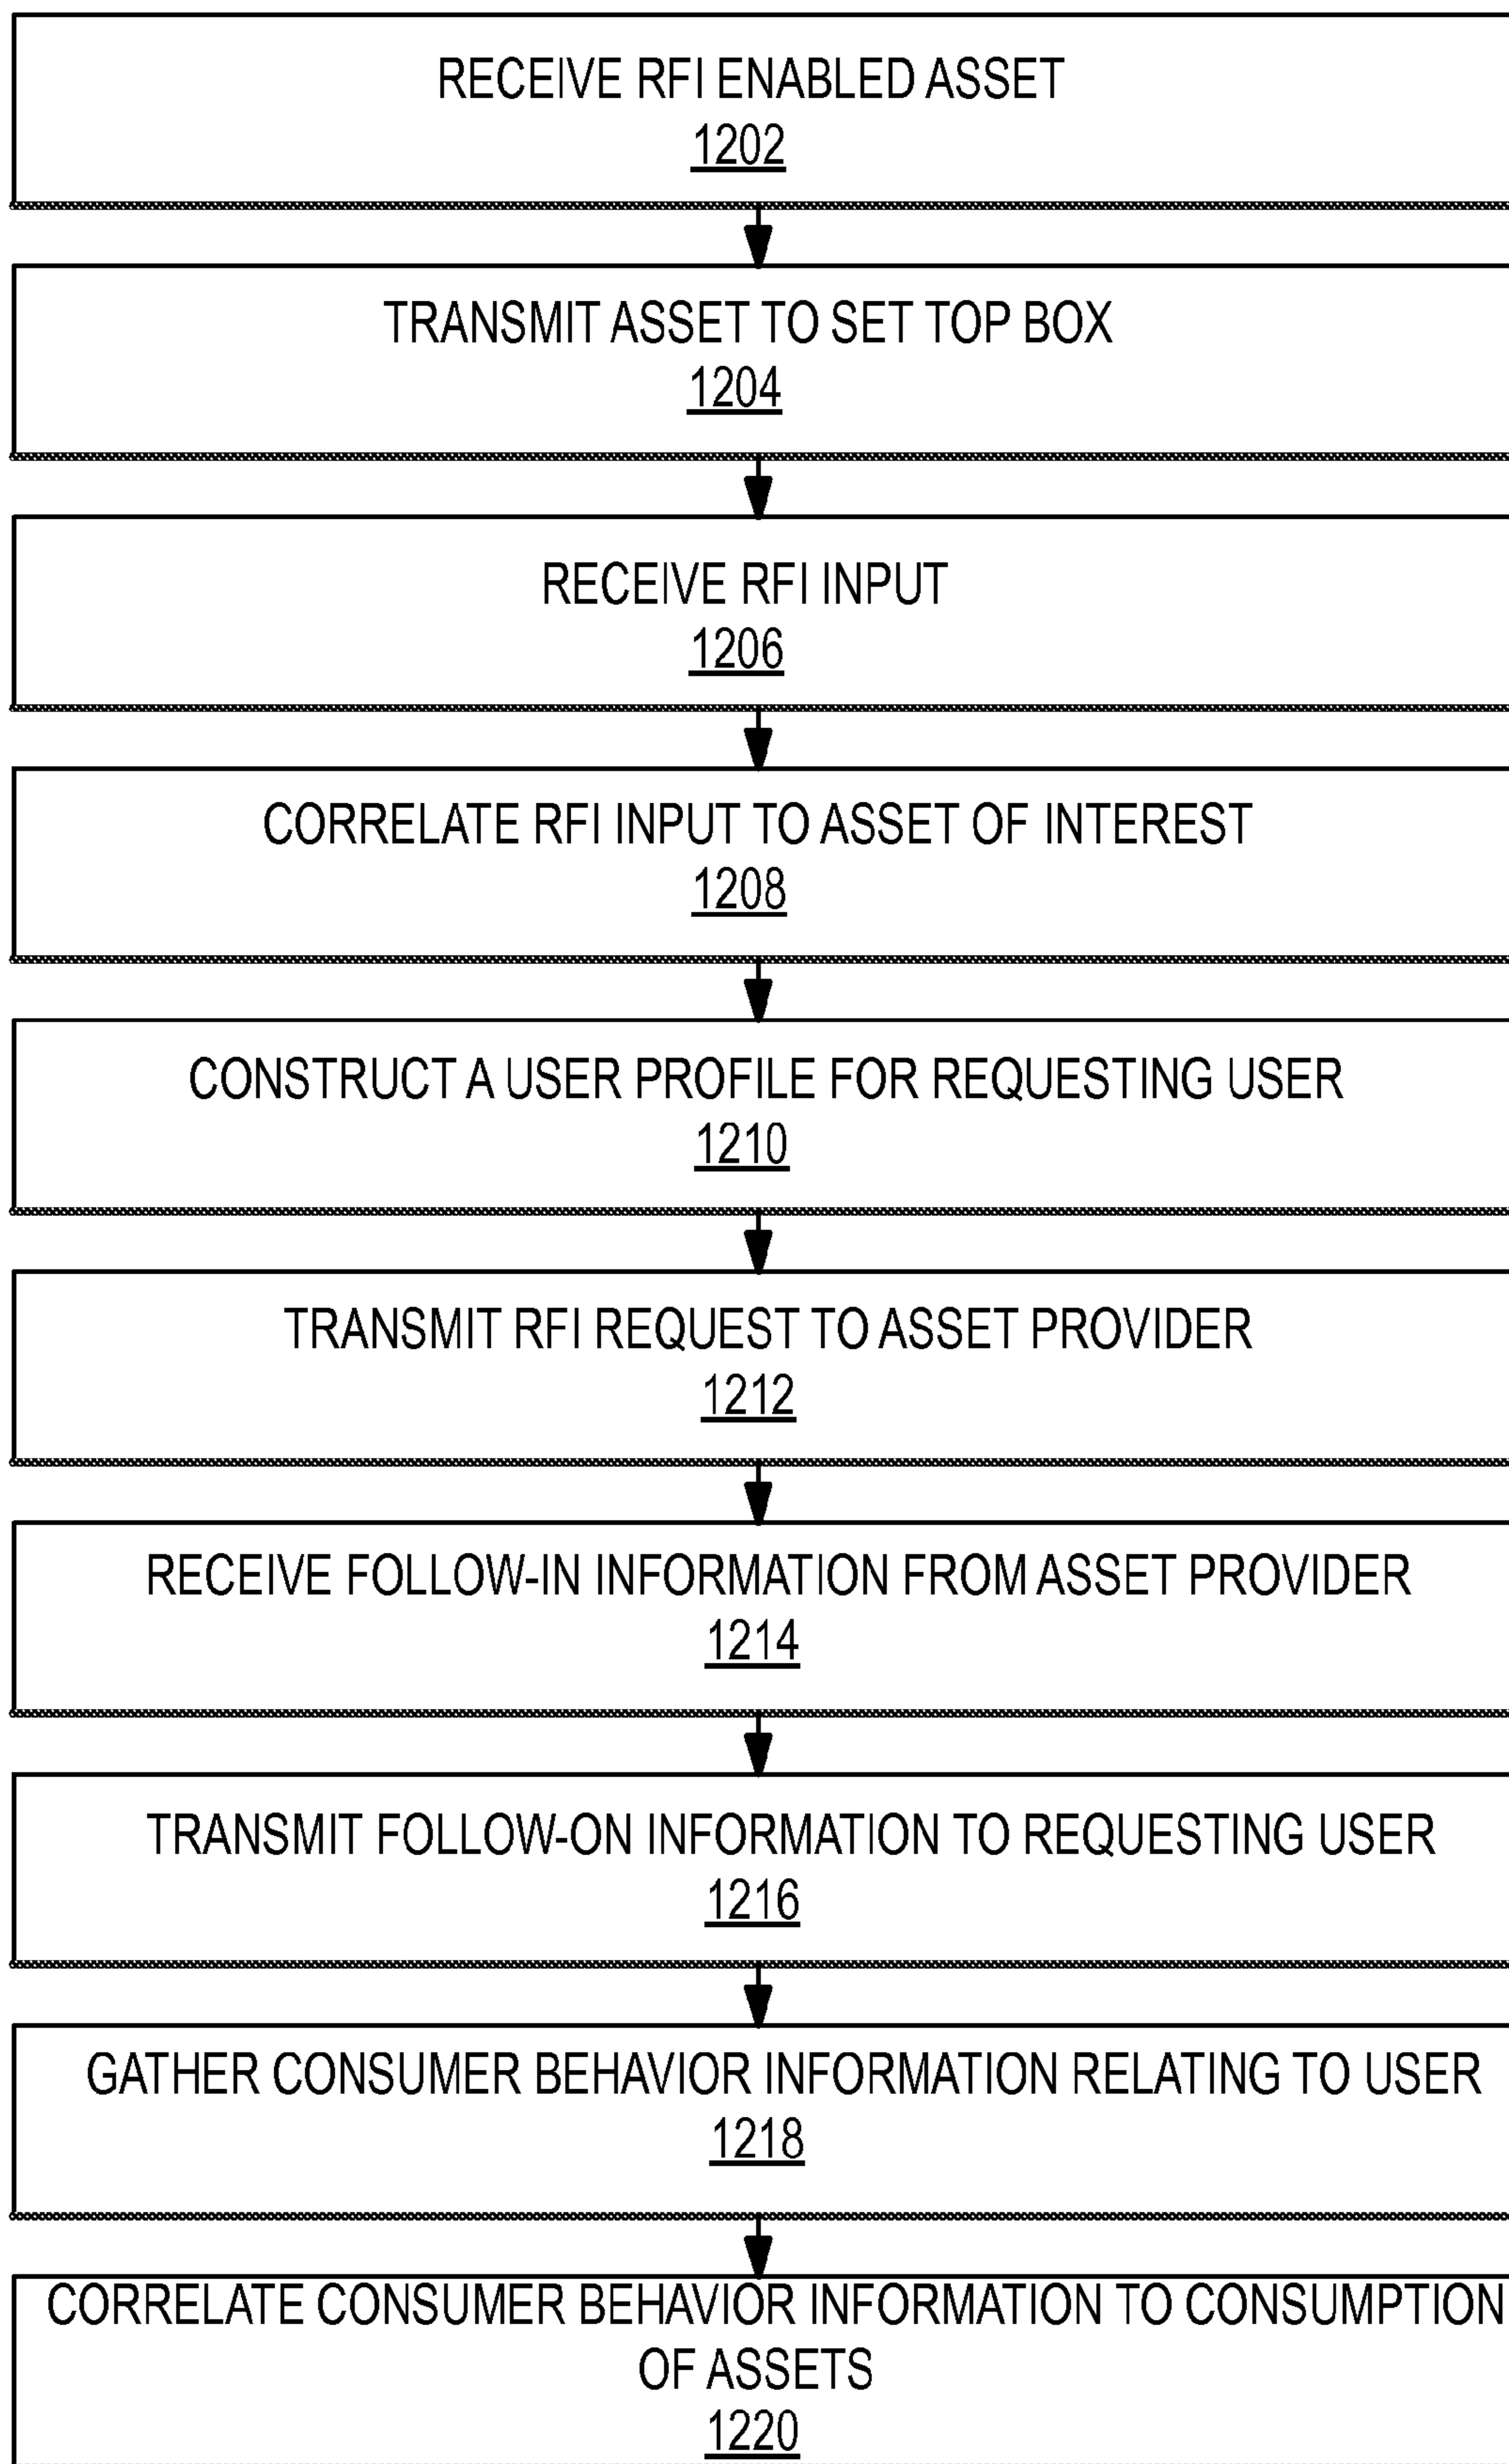 RECEIVE RFI ENABLED ASSET
1202
TRANSMIT ASSET TO SET TOP BOX
1204
RECEIVE RFI INPUT
1206
CORRELATE RFI INPUT TO ASSET OF INTEREST
1208
CONSTRUCT A USER PROFILE FOR REQUESTING USER
1210
TRANSMIT RFI REQUEST TO ASSET PROVIDER
1212
RECEIVE FOLLOW-IN INFORMATION FROM ASSET PROVIDER
1214
TRANSMIT FOLLOW-ON INFORMATION TO REQUESTING USER
1216
GATHER CONSUMER BEHAVIOR INFORMATION RELATING TO USER
1218
CORRELATE CONSUMER BEHAVIOR INFORMATION TO CONSUMPTION
OF ASSETS
1220